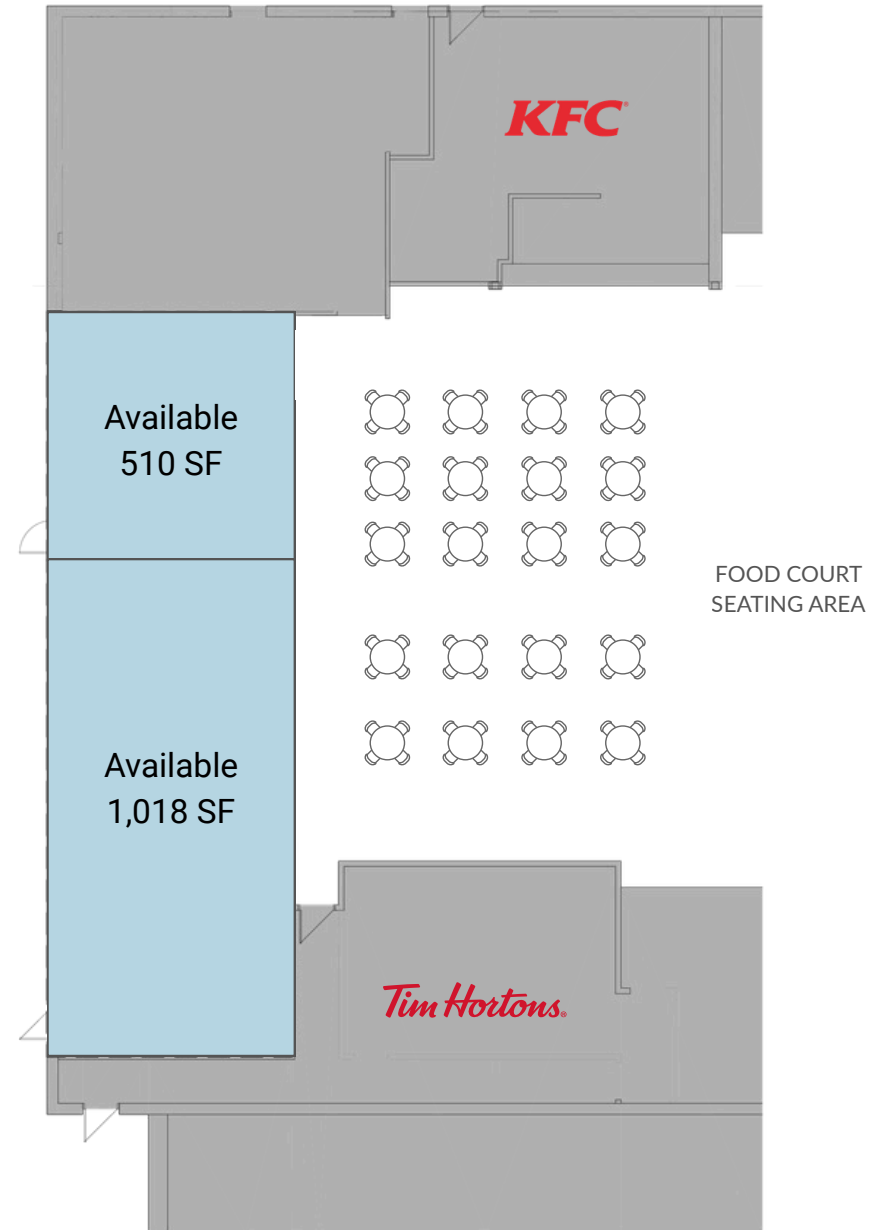 KFC
Available
510 SF
FOOD COURT
SEATING AREA
Available
1,018 SF
Tim Hortons.